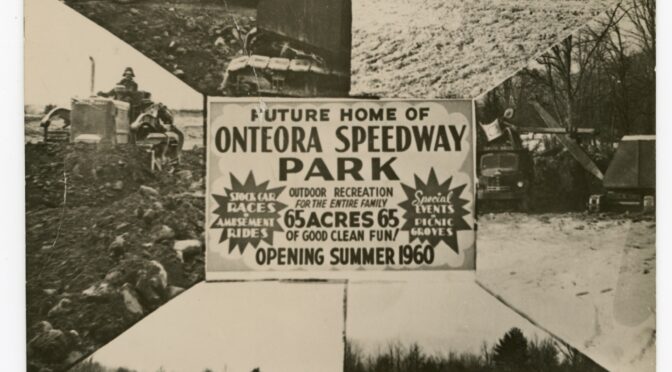 FUTURE HOME OF
ONTEORA SPEEDWAY
PARK
STOCK CAR
RACES
AMUSEMENT
RIDES
OUTDOOR RECREATION
FOR THE ENTIRE FAMILY
65 ACRES 65
OF GOOD CLEAN FUN!
Special
EVENTS
PICNIC
GROVES
OPENING SUMMER 1960